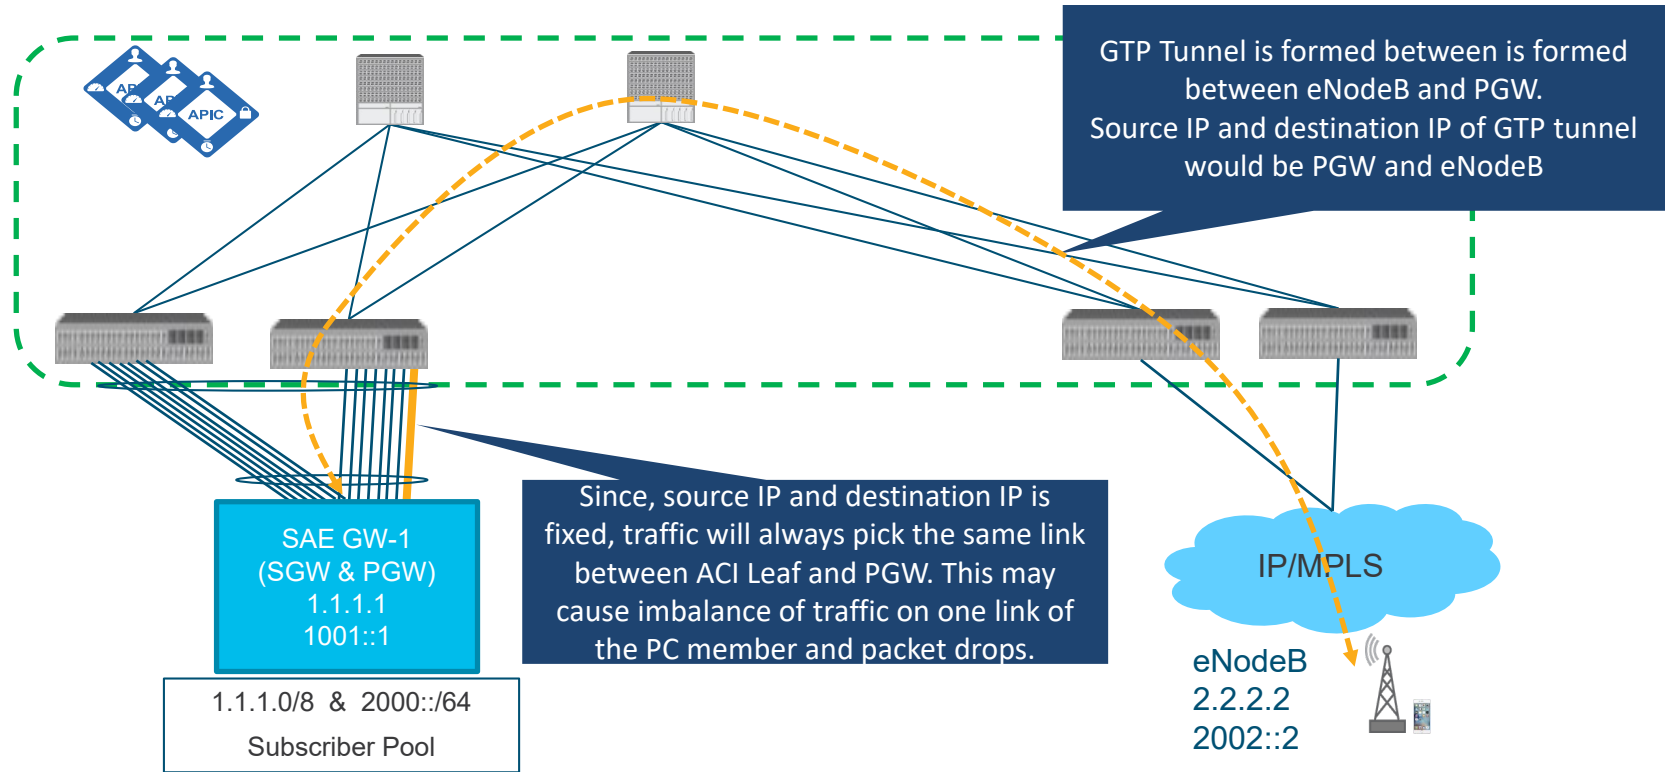 GTP Tunnel is formed between is formed
between eNodeB and PGW.
Source IP and destination IP of GTP tunnel
would be PGW and eNodeB
AP
AP
APIC
Since, source IP and destination IP is
fixed, traffic will always pick the same link
between ACI Leaf and PGW. This may
cause imbalance of traffic on one link of
the PC member and packet drops.
SAE GW-1
(SGW & PGW)
1.1.1.1
1001::1
1.1.1.0/8 & 2000::/64
Subscriber Pool
IP/MPLS
eNodeB
2.2.2.2
2002::2